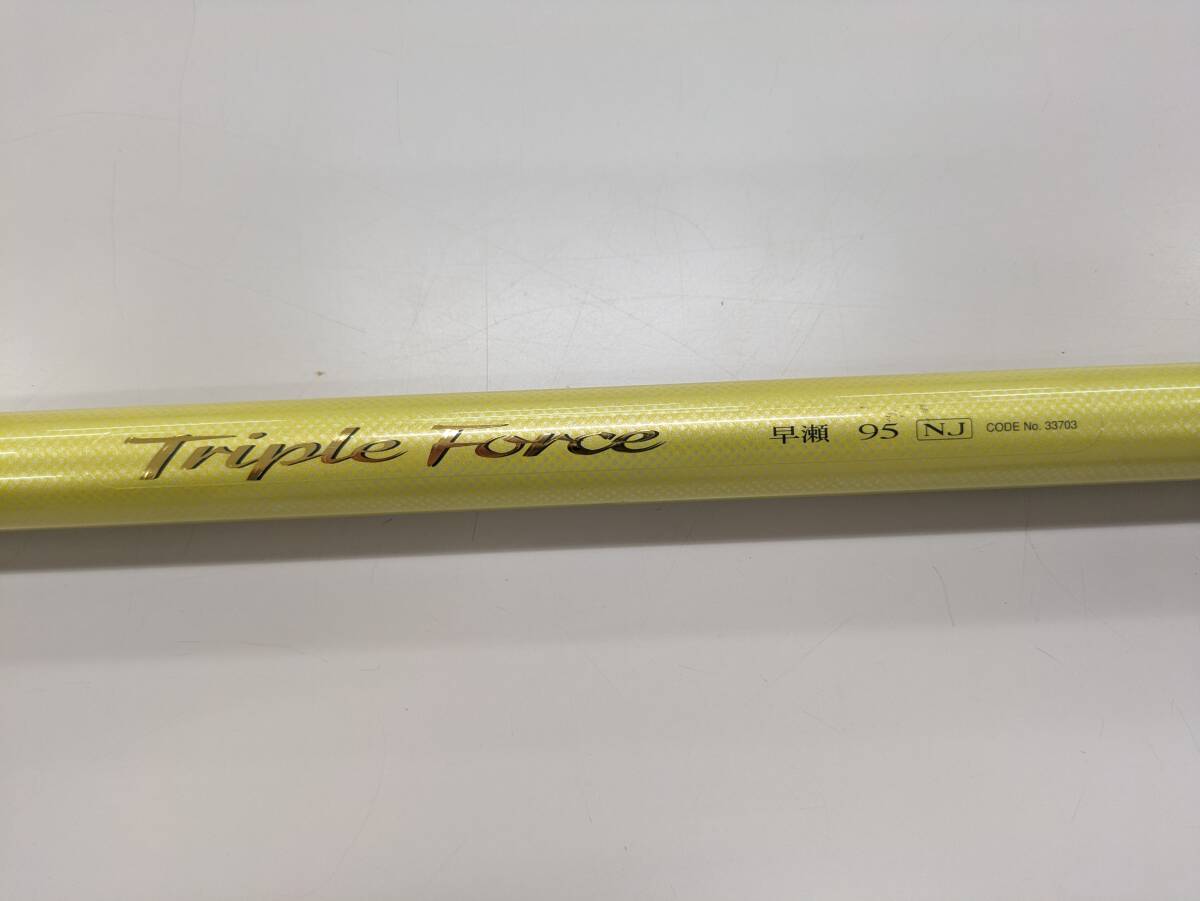 Triple Force 早瀬 95 NJ CODE No. 33703